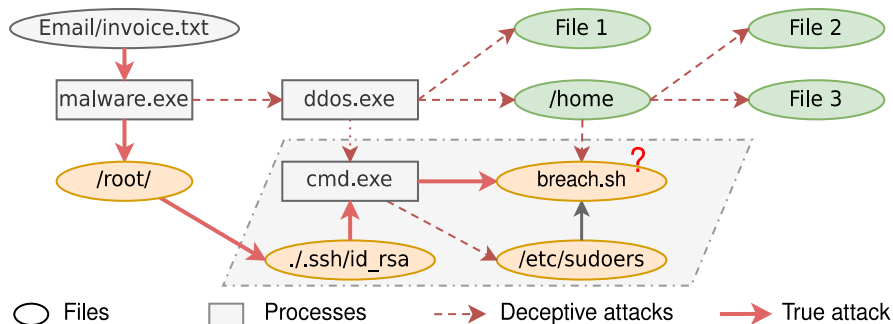 Email/invoice.txt File 1 File 2
malware.exe ddos.exe /home File 3
?
/root/ cmd.exe breach.sh
./.ssh/id_rsa /etc/sudoers
Files Processes Deceptive attacks True attack